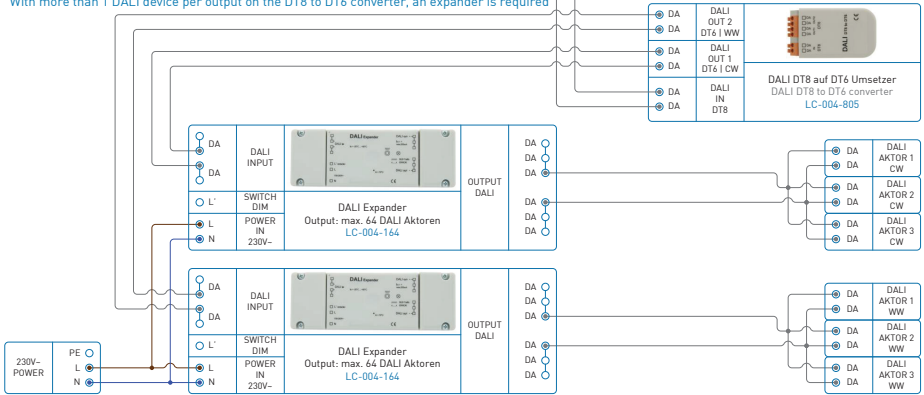 With more than 1 DALI device per output on the DT8 to DT6 converter, an expander is required
DA
DA
DALI
OUT 2
DT6 | WW
DA
DA
DALI
OUT 1
DT6 | CW
DA
DA
DALI
IN
DT8
DALI DT8 auf DT6 Umsetzer
DALI DT8 to DT6 converter
LC-004-805
DA
DA
DALI
INPUT
L'
SWITCH
DIM
L
N
POWER
IN
230V~
DALI Expander
DALI Expander
Output: max. 64 DALI Aktoren
LC-004-164
OUTPUT
DALI
DA
DA
DA
DA
DA
DA
DA
DA
DALI
AKTOR 1
CW
DA
DA
DALI
AKTOR 2
CW
DA
DA
DALI
AKTOR 3
CW
DA
DA
DALI
INPUT
L'
SWITCH
DIM
L
N
POWER
IN
230V~
DALI Expander
DALI Expander
Output: max. 64 DALI Aktoren
LC-004-164
OUTPUT
DALI
DA
DA
DA
DA
DA
DA
DA
DA
DALI
AKTOR 1
WW
DA
DA
DALI
AKTOR 2
WW
DA
DA
DALI
AKTOR 3
WW
230V~
POWER
PE
L
N